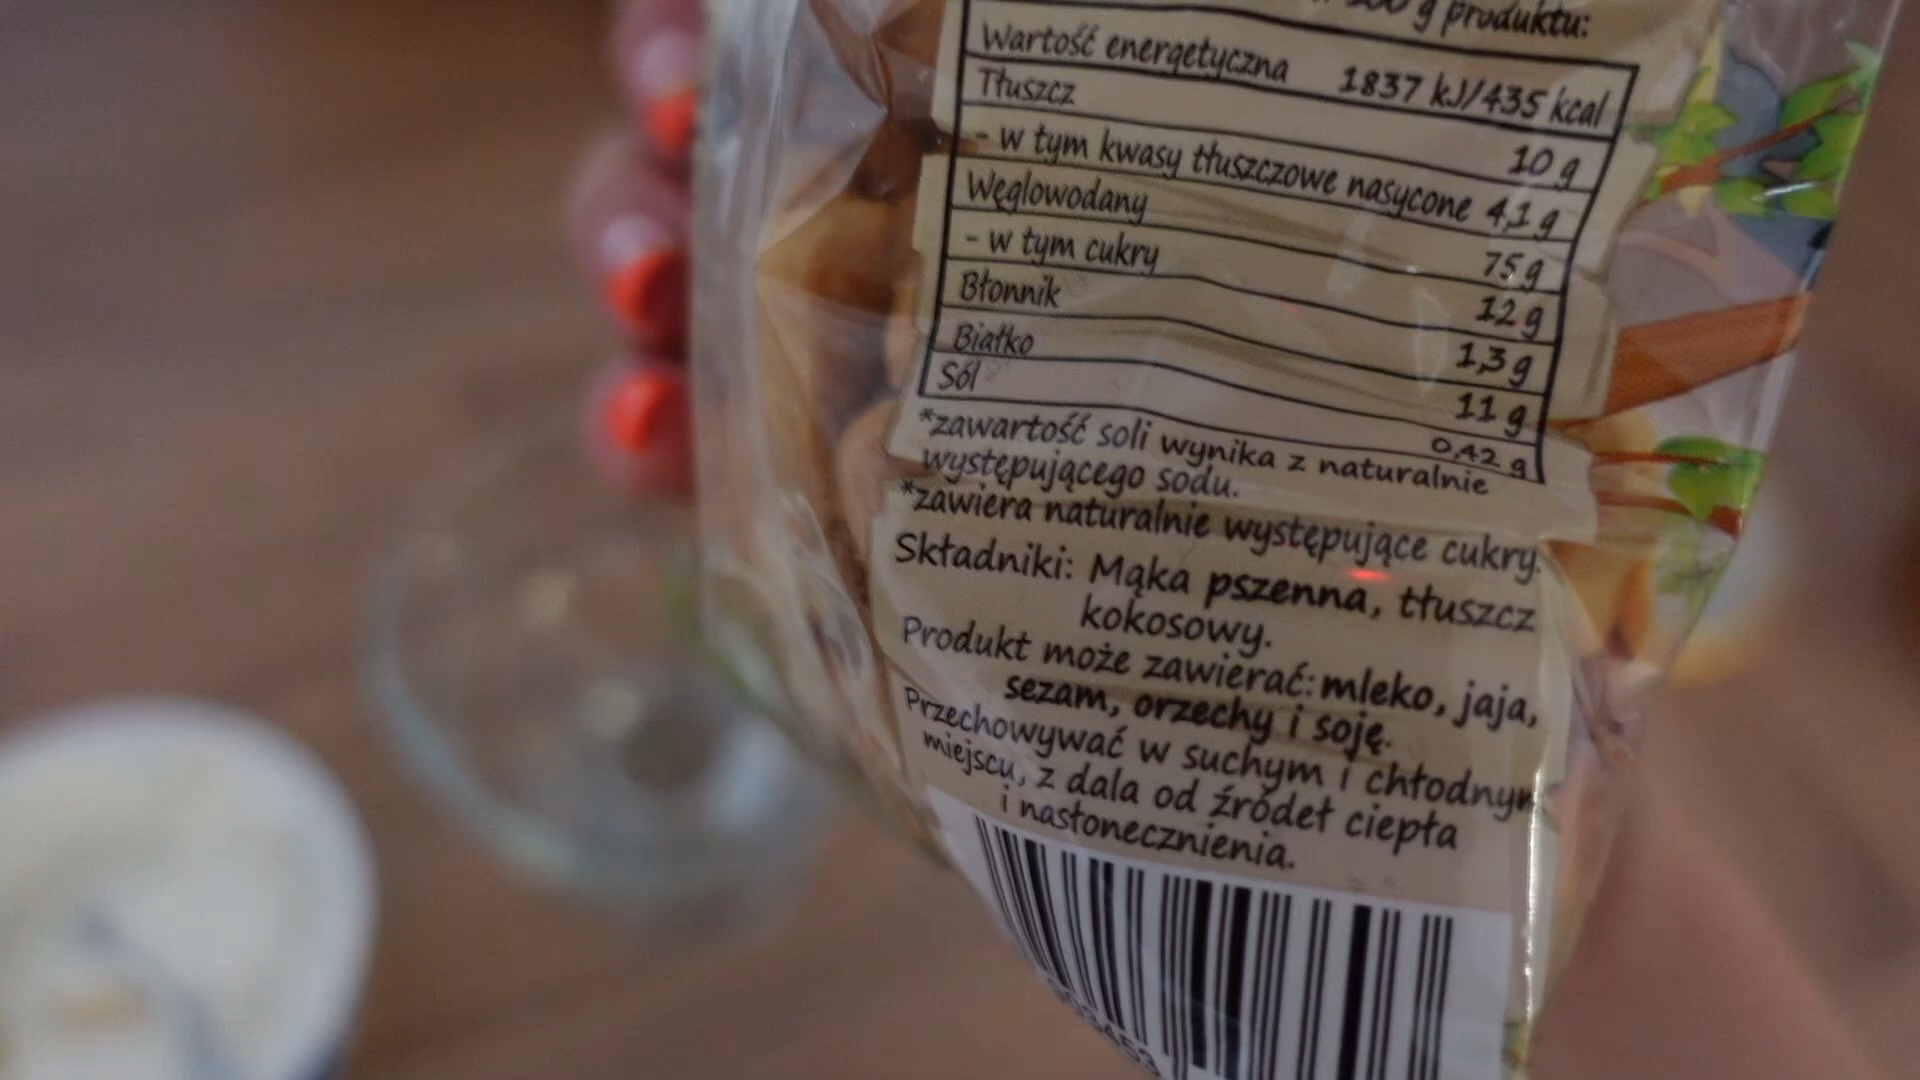 100 g produktu:
Wartość energetyczna 1837 kJ/435 kcal
Tłuszcz 10 g
- w tym kwasy tłuszczowe nasycone 4,1 g
Węglowodany 75 g
- w tym cukry 12 g
Błonnik 1,3 g
Białko 11 g
Sól 0,42 g
*zawartość soli wynika z naturalnie
występującego sodu.
*zawiera naturalnie występujące cukry.
Składniki: Mąka pszenna, tłuszcz
kokosowy.
Produkt może zawierać: mleko, jaja,
sezam, orzechy i soję.
Przechowywać w suchym i chłodnym
miejscu, z dala od źródeł ciepła
i nasłonecznienia.